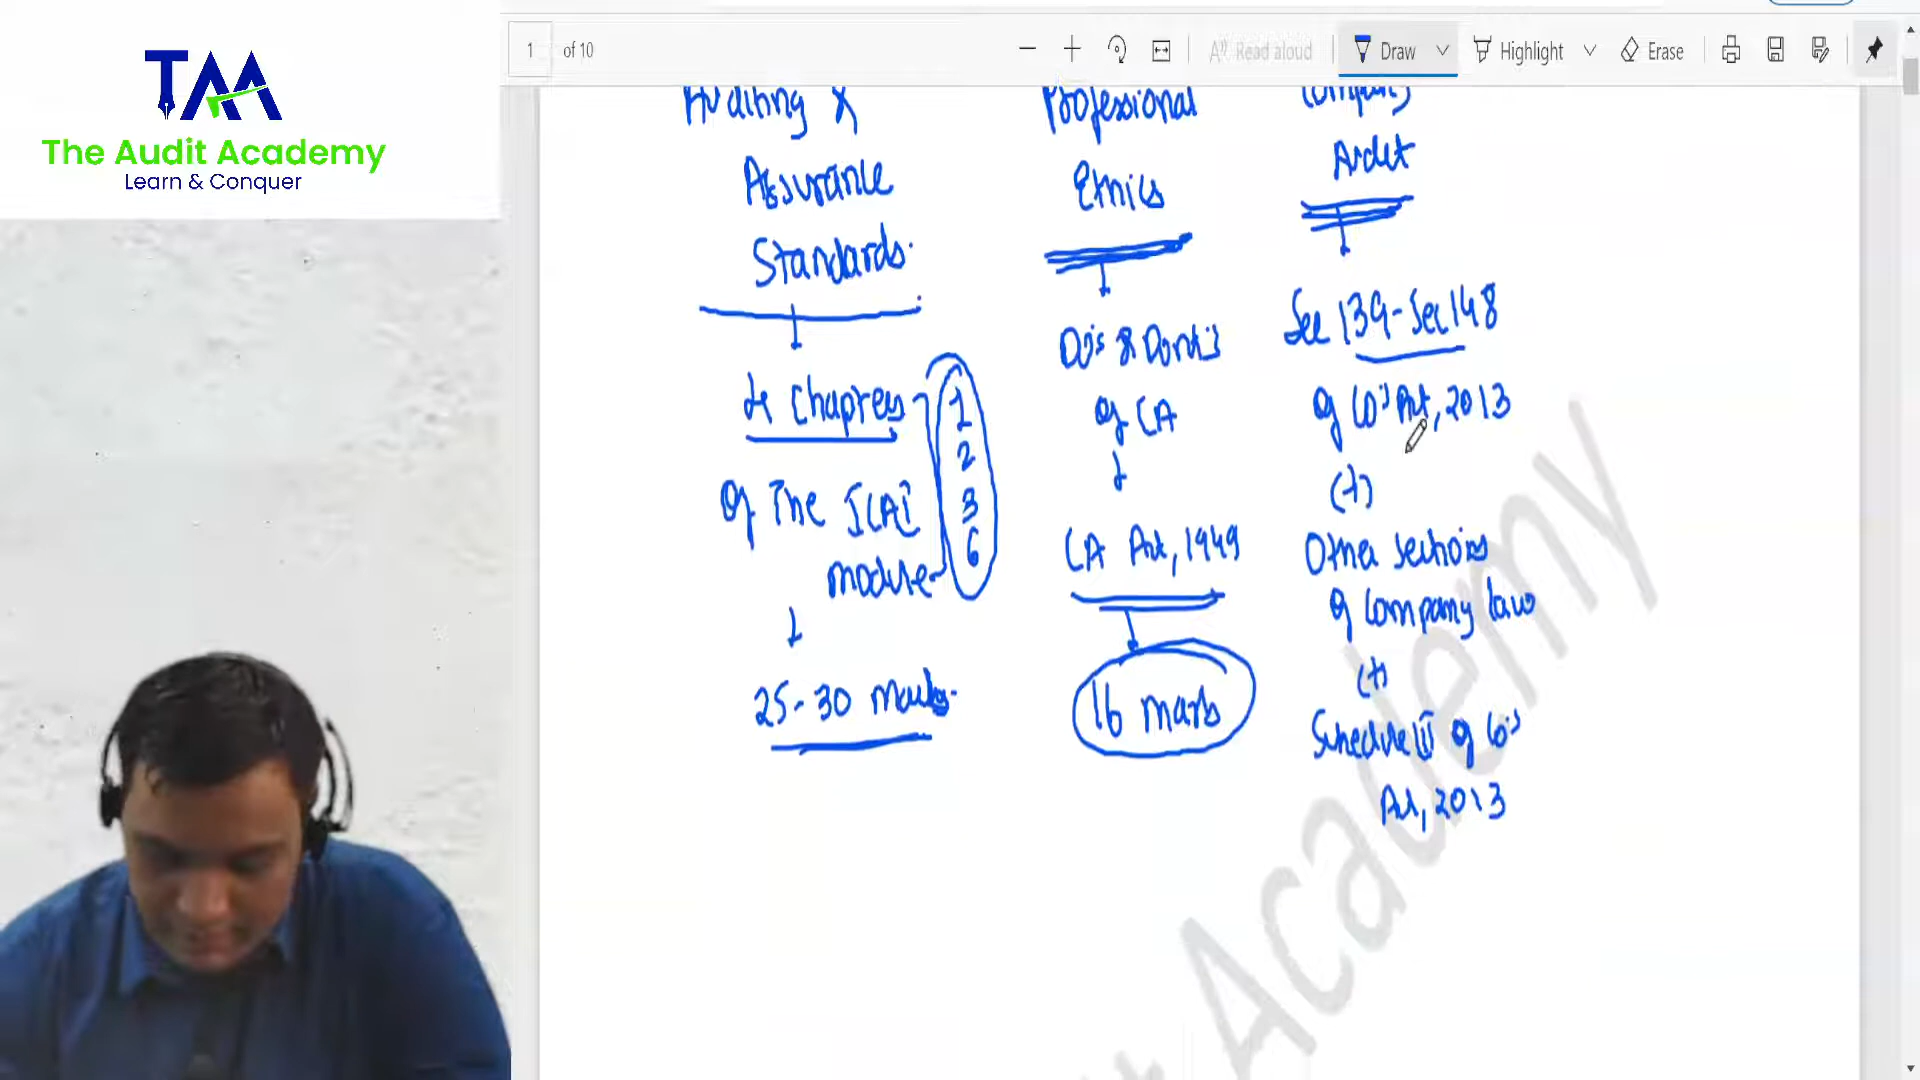 1 of 10
Read aloud
Draw
Highlight
Erase
TAA
The Audit Academy
Learn & Conquer
Auditing &
Assurance
Standards.
4 Chapters
Of The ICAI
module
1
2
3
6
25-30 Marks
Professional
Ethics
Do's & Dont's
of CA
CA Act, 1949
16 marks
Company
Audit
Sec 139-Sec 148
of Co's Act, 2013
(+)
Other sections
of Company law
(+)
Schedule III of Co's
Act, 2013
Academy